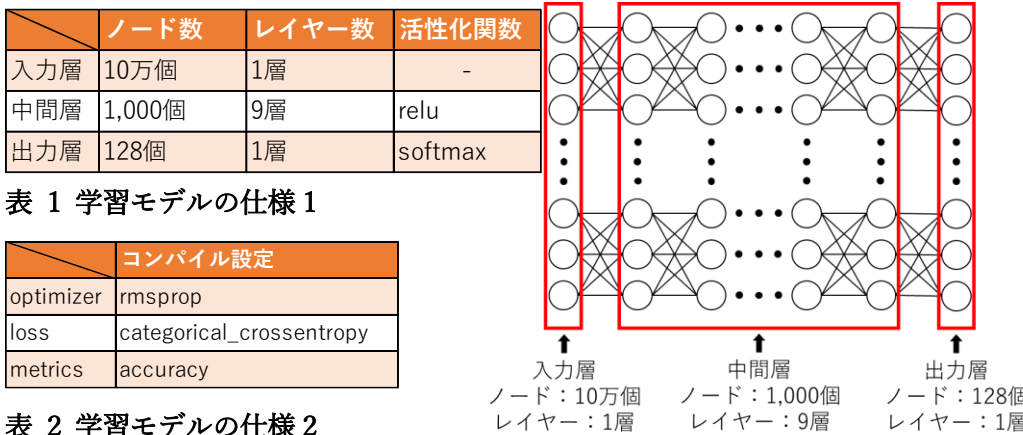 ノード数 レイヤー数 活性化関数
入力層 10万個 1層 -
中間層 1,000個 9層 relu
出力層 128個 1層 softmax
表 1 学習モデルの仕様1
コンパイル設定
optimizer rmsprop
loss categorical_crossentropy
metrics accuracy
表 2 学習モデルの仕様2
入力層
ノード：10万個
レイヤー：1層
中間層
ノード：1,000個
レイヤー：9層
出力層
ノード：128個
レイヤー：1層